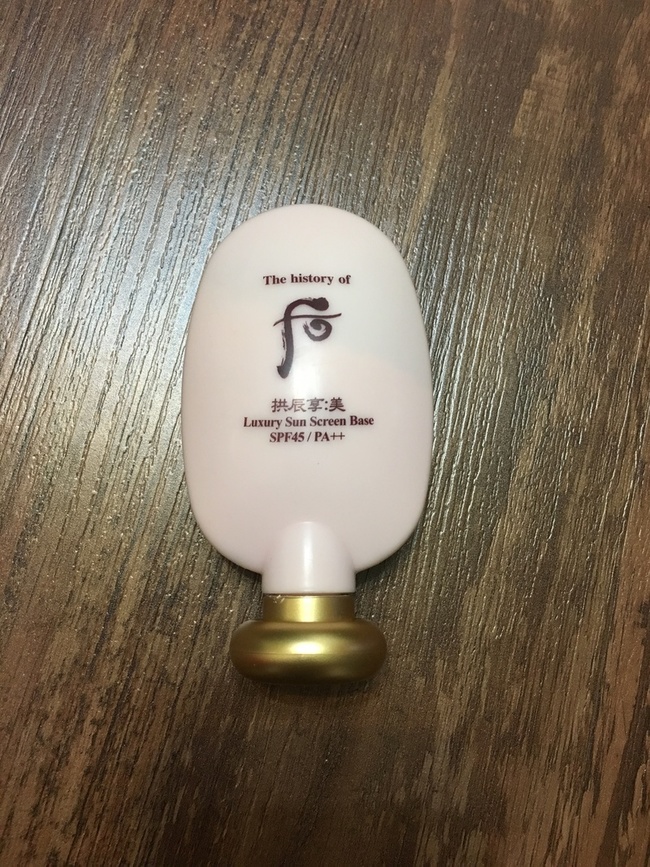 The history of
后
拱辰享:美
Luxury Sun Screen Base
SPF45 / PA++